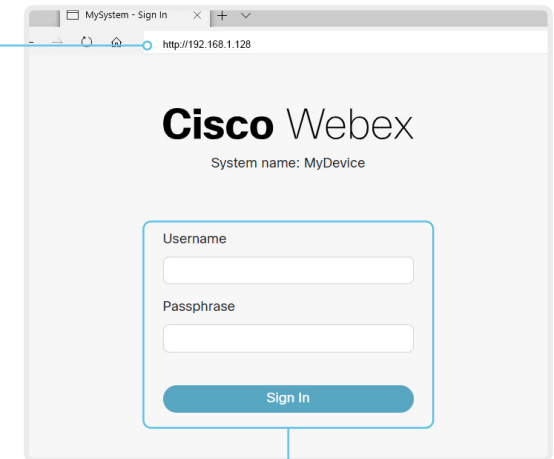 MySystem - Sign In
http://192.168.1.128
Cisco Webex
System name: MyDevice
Username
Passphrase
Sign In